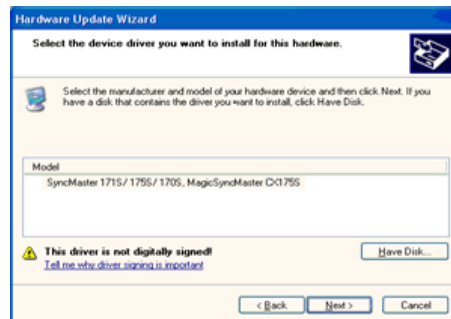 Hardware Update Wizard
Select the device driver you want to install for this hardware.
Select the manufacturer and model of your hardware device and then click Next. If you
have a disk that contains the driver you want to install, click Have Disk.
Model
SyncMaster 171S/ 175S/ 170S, MagicSyncMaster CX175S
This driver is not digitally signed!
Tell me why driver signing is important
Have Disk...
< Back
Next >
Cancel